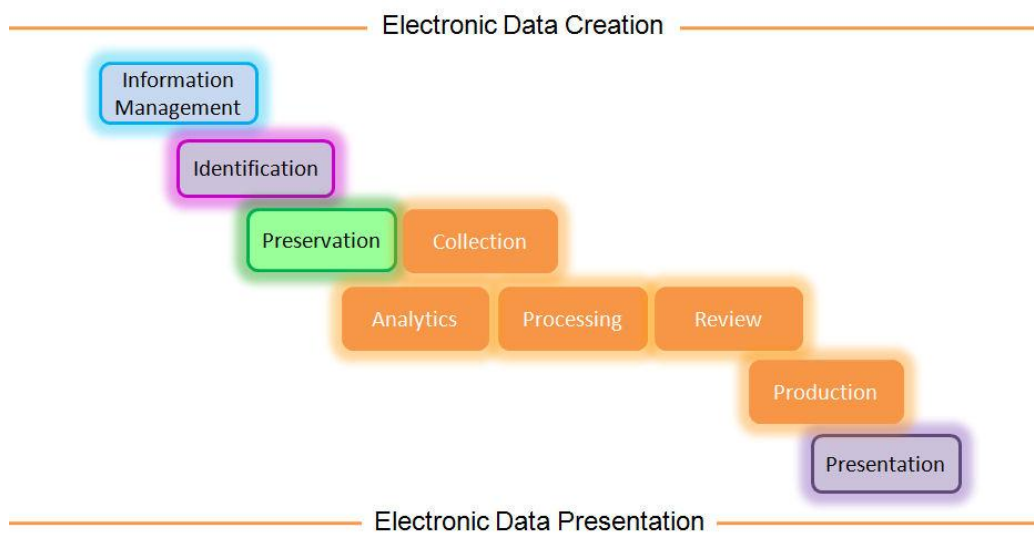 Electronic Data Creation
Information
Management
Identification
Preservation
Collection
Analytics
Processing
Review
Production
Presentation
Electronic Data Presentation